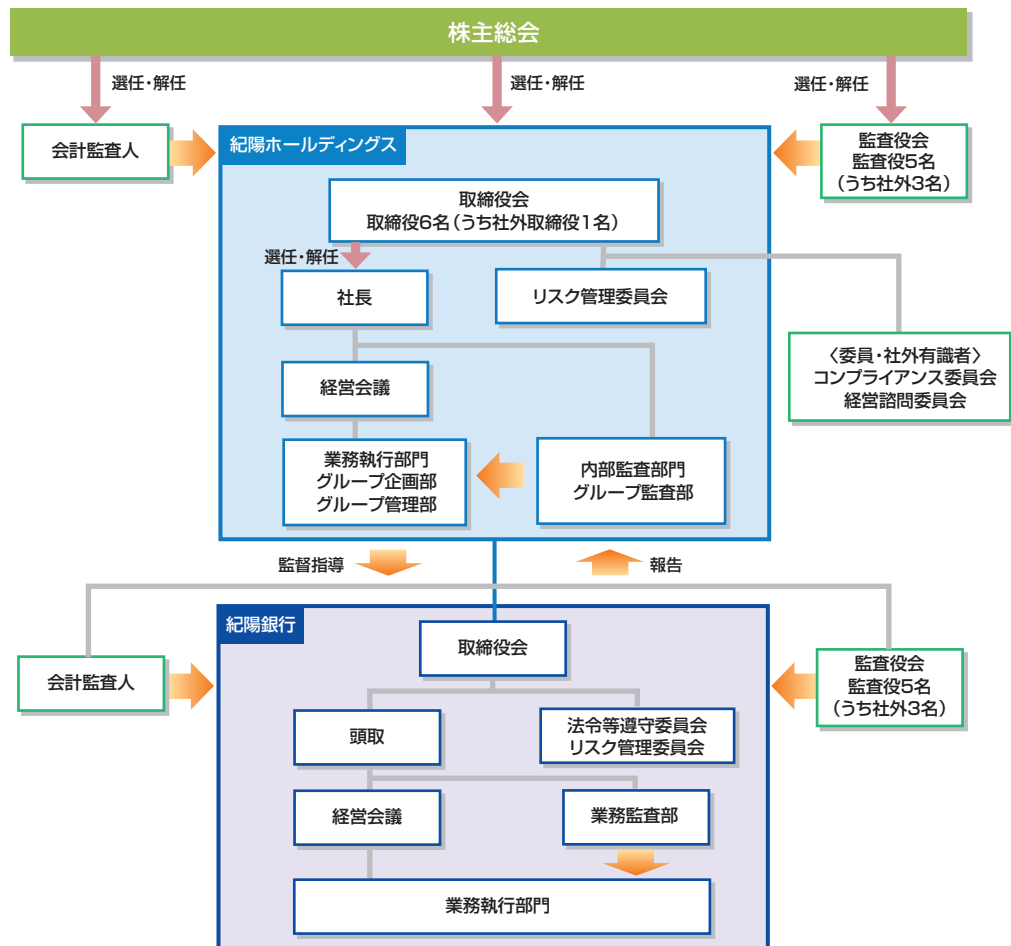 株主総会
選任・解任
選任・解任
選任・解任
会計監査人
紀陽ホールディングス
監査役会
監査役5名
（うち社外3名）
取締役会
取締役6名（うち社外取締役1名）
選任・解任
社長
リスク管理委員会
〈委員・社外有識者〉
コンプライアンス委員会
経営諮問委員会
経営会議
業務執行部門
グループ企画部
グループ管理部
内部監査部門
グループ監査部
監督指導
報告
紀陽銀行
取締役会
会計監査人
監査役会
監査役5名
（うち社外3名）
頭取
法令等遵守委員会
リスク管理委員会
経営会議
業務監査部
業務執行部門